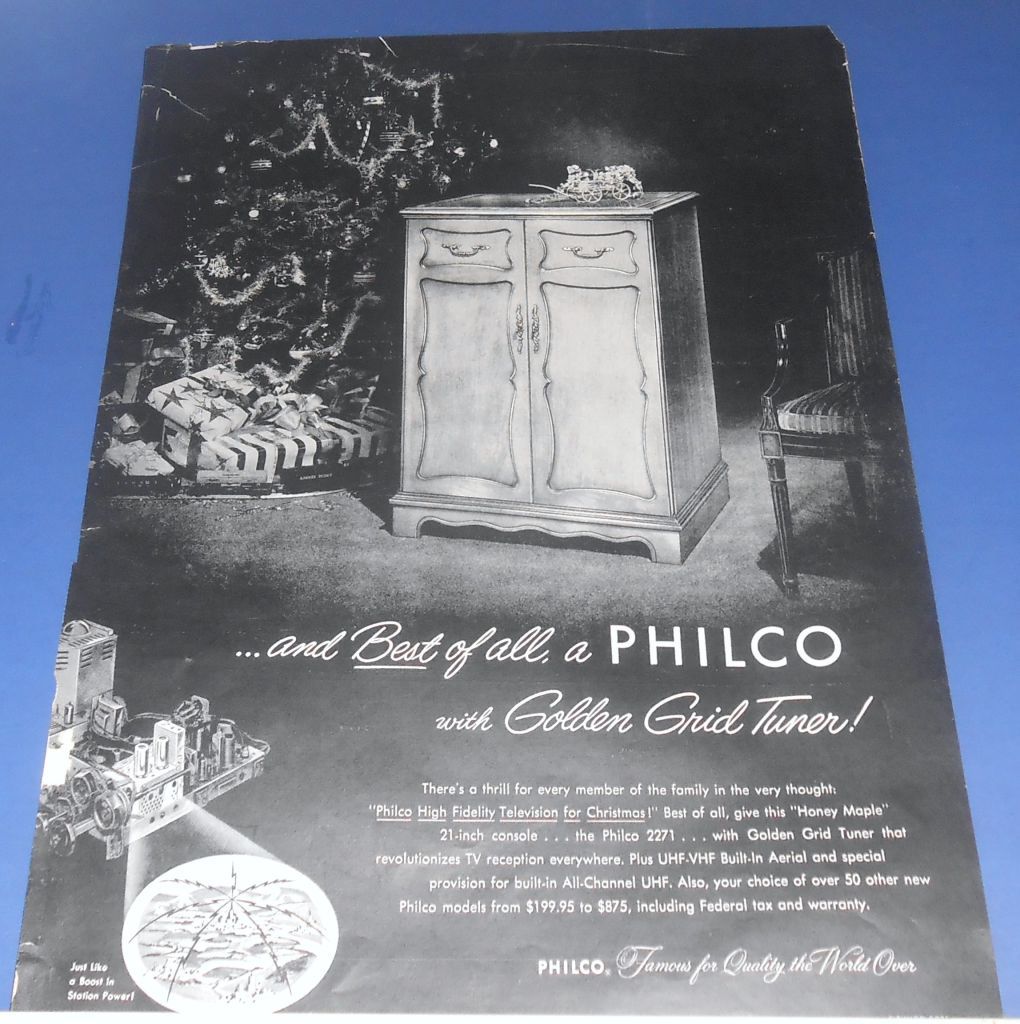 ...and Best of all, a PHILCO
with Golden Grid Tuner!
There's a thrill for every member of the family in the very thought:
"Philco High Fidelity Television for Christmas!" Best of all, give this "Honey Maple"
21-inch console . . . the Philco 2271 . . . with Golden Grid Tuner that
revolutionizes TV reception everywhere. Plus UHF-VHF Built-In Aerial and special
provision for built-in All-Channel UHF. Also, your choice of over 50 other new
Philco models from $199.95 to $875, including Federal tax and warranty.
Just Like
a Boost in
Station Power!
PHILCO. Famous for Quality the World Over